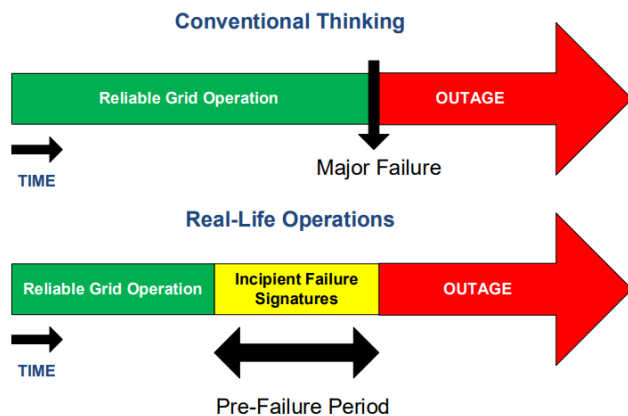 Conventional Thinking
Reliable Grid Operation
OUTAGE
TIME
Major Failure
Real-Life Operations
Reliable Grid Operation
Incipient Failure
Signatures
OUTAGE
TIME
Pre-Failure Period